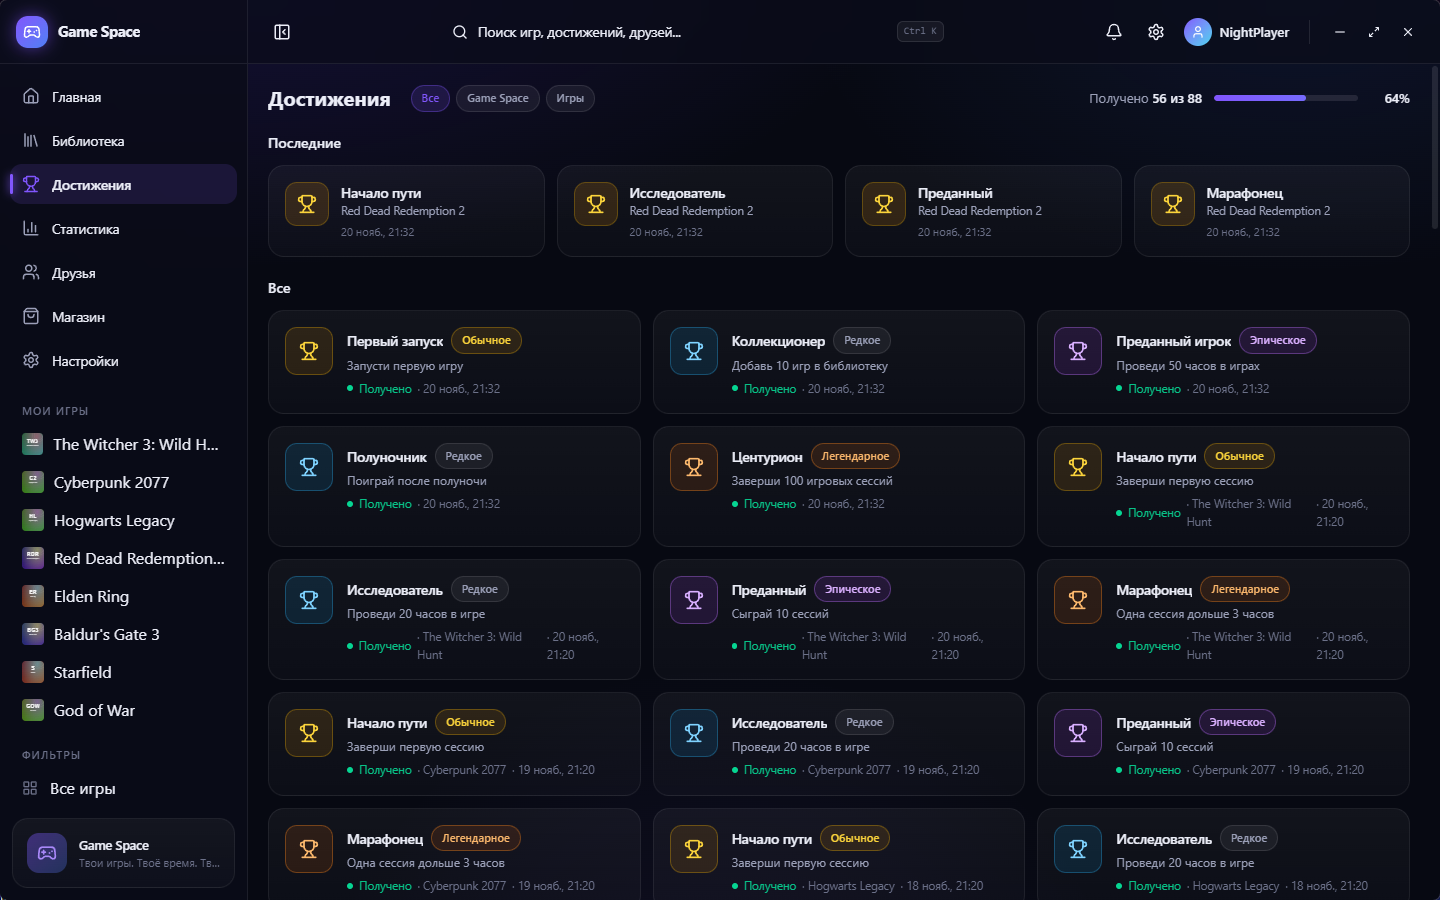 Game Space
Поиск игр, достижений, друзей...
Ctrl K
NightPlayer
Главная
Библиотека
Достижения
Статистика
Друзья
Магазин
Настройки
МОИ ИГРЫ
The Witcher 3: Wild H...
Cyberpunk 2077
Hogwarts Legacy
Red Dead Redemption...
Elden Ring
Baldur's Gate 3
Starfield
God of War
ФИЛЬТРЫ
Все игры
Game Space
Твои игры. Твоё время. Тв...
Достижения
Все
Game Space
Игры
Получено 56 из 88
64%
Последние
Начало пути
Red Dead Redemption 2
20 нояб., 21:32
Исследователь
Red Dead Redemption 2
20 нояб., 21:32
Преданный
Red Dead Redemption 2
20 нояб., 21:32
Марафонец
Red Dead Redemption 2
20 нояб., 21:32
Все
Первый запуск Обычное
Запусти первую игру
Получено · 20 нояб., 21:32
Коллекционер Редкое
Добавь 10 игр в библиотеку
Получено · 20 нояб., 21:32
Преданный игрок Эпическое
Проведи 50 часов в играх
Получено · 20 нояб., 21:32
Полуночник Редкое
Поиграй после полуночи
Получено · 20 нояб., 21:32
Центурион Легендарное
Заверши 100 игровых сессий
Получено · 20 нояб., 21:32
Начало пути Обычное
Заверши первую сессию
Получено · The Witcher 3: Wild Hunt · 20 нояб., 21:20
Исследователь Редкое
Проведи 20 часов в игре
Получено · The Witcher 3: Wild Hunt · 20 нояб., 21:20
Преданный Эпическое
Сыграй 10 сессий
Получено · The Witcher 3: Wild Hunt · 20 нояб., 21:20
Марафонец Легендарное
Одна сессия дольше 3 часов
Получено · The Witcher 3: Wild Hunt · 20 нояб., 21:20
Начало пути Обычное
Заверши первую сессию
Получено · Cyberpunk 2077 · 19 нояб., 21:20
Исследователь Редкое
Проведи 20 часов в игре
Получено · Cyberpunk 2077 · 19 нояб., 21:20
Преданный Эпическое
Сыграй 10 сессий
Получено · Cyberpunk 2077 · 19 нояб., 21:20
Марафонец Легендарное
Одна сессия дольше 3 часов
Получено · Cyberpunk 2077 · 19 нояб., 21:20
Начало пути Обычное
Заверши первую сессию
Получено · Hogwarts Legacy · 18 нояб., 21:20
Исследователь Редкое
Проведи 20 часов в игре
Получено · Hogwarts Legacy · 18 нояб., 21:20